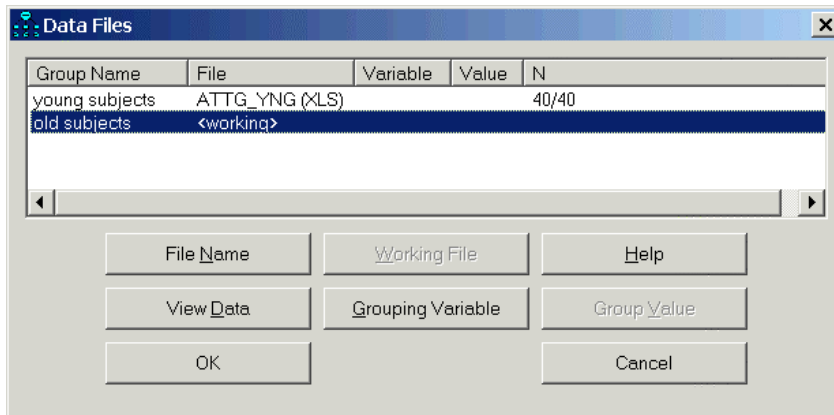 Data Files
Group Name File Variable Value N
young subjects ATTG_YNG (XLS) 40/40
old subjects <working>
File Name Working File Help
View Data Grouping Variable Group Value
OK Cancel